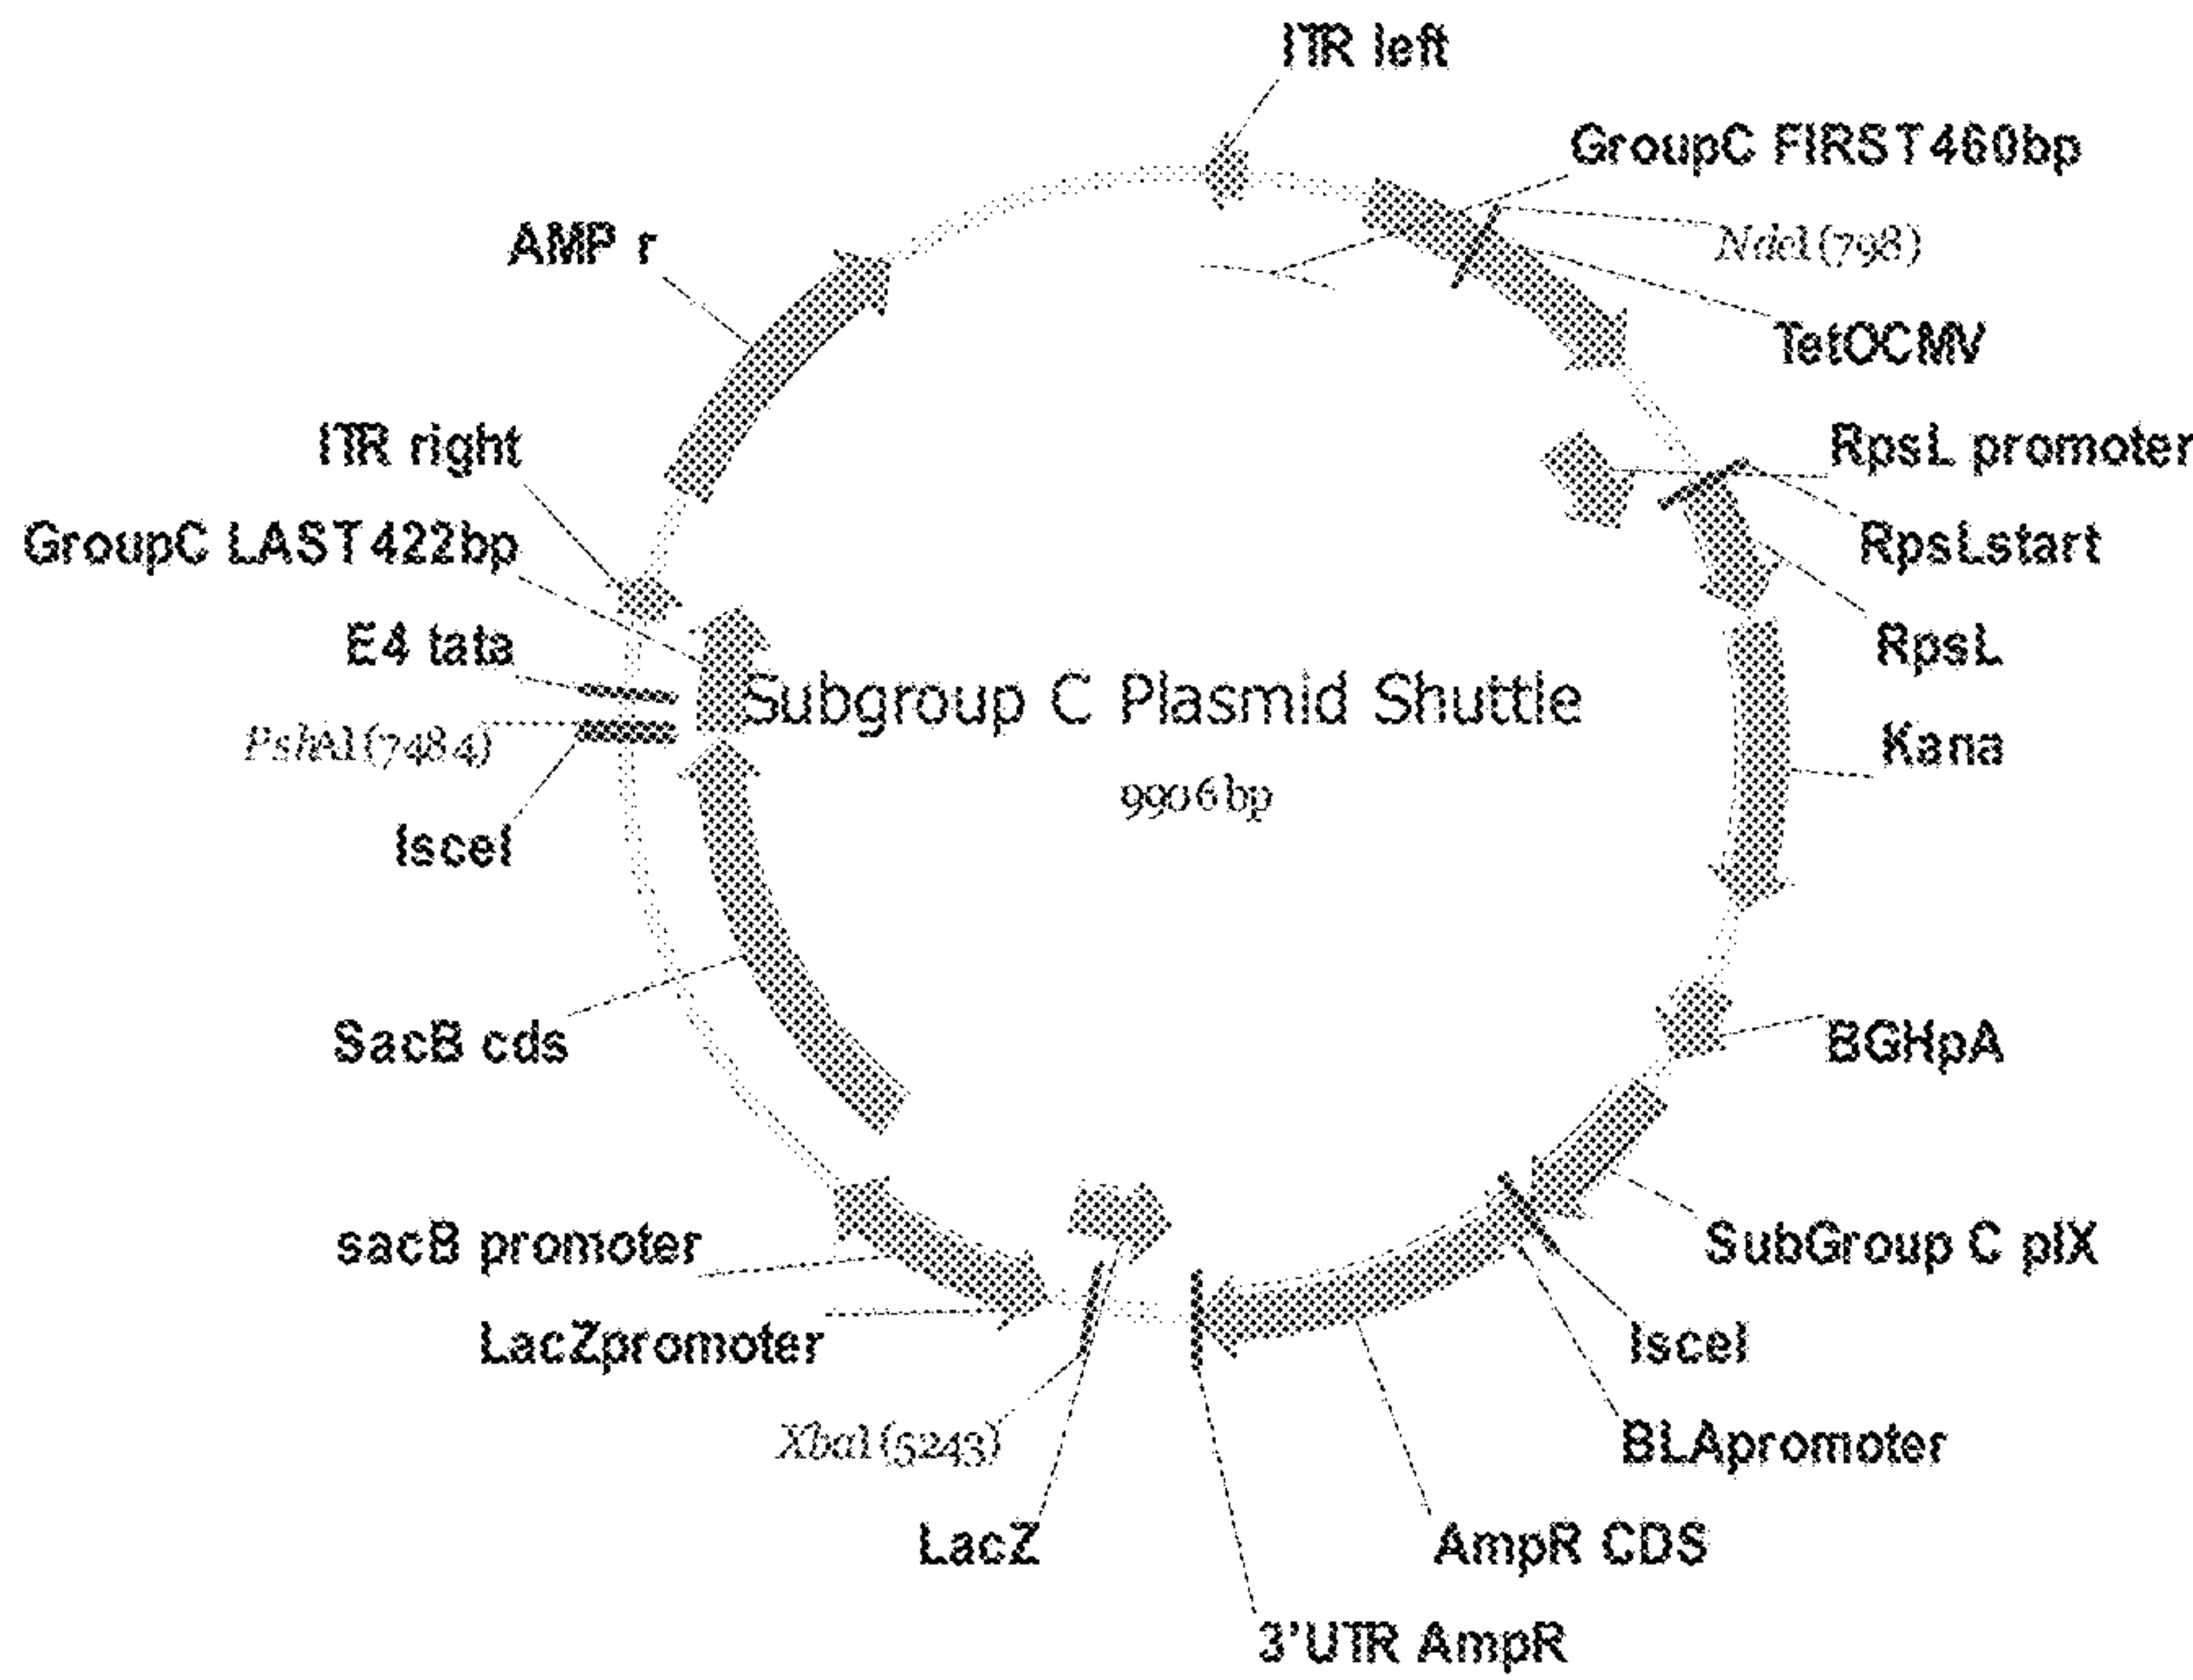 ITR left
GroupC FIRST460bp
NdeI (798)
AMP r
TetOCMV
ITR right
RpsL promoter
GroupC LAST422bp
RpsLstart
E4 tata
RpsL
Subgroup C Plasmid Shuttle
PshAI (7484)
Kana
9906 bp
IsceI
SacB cds
BGHpA
sacB promoter
SubGroup C pIX
LacZpromoter
IsceI
XbaI (5243)
BLApromoter
LacZ
AmpR CDS
3'UTR AmpR